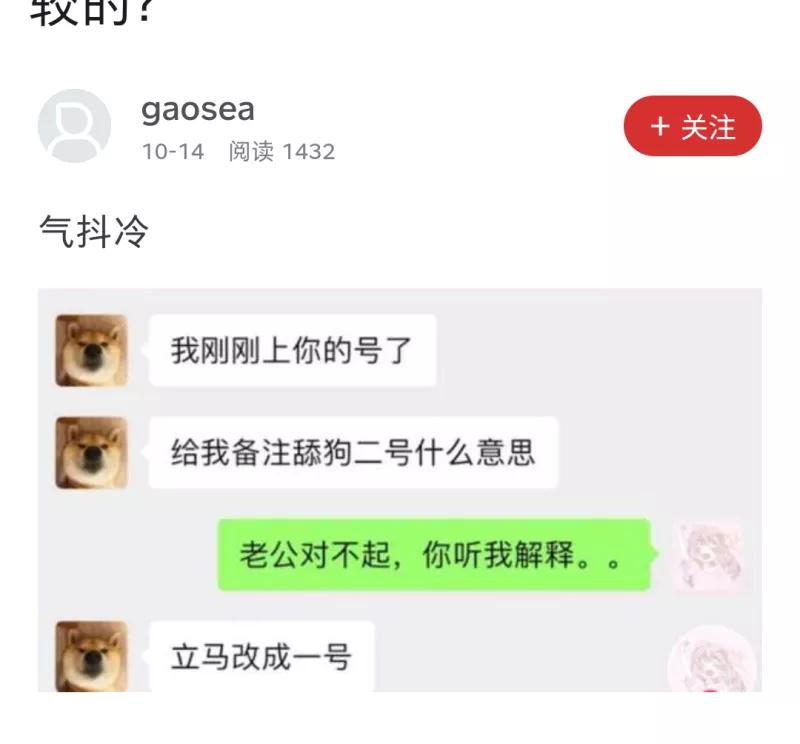 较的?
gaosea
+ 关注
10-14 阅读 1432
气抖冷
我刚刚上你的号了
给我备注舔狗二号什么意思
老公对不起，你听我解释。。
立马改成一号